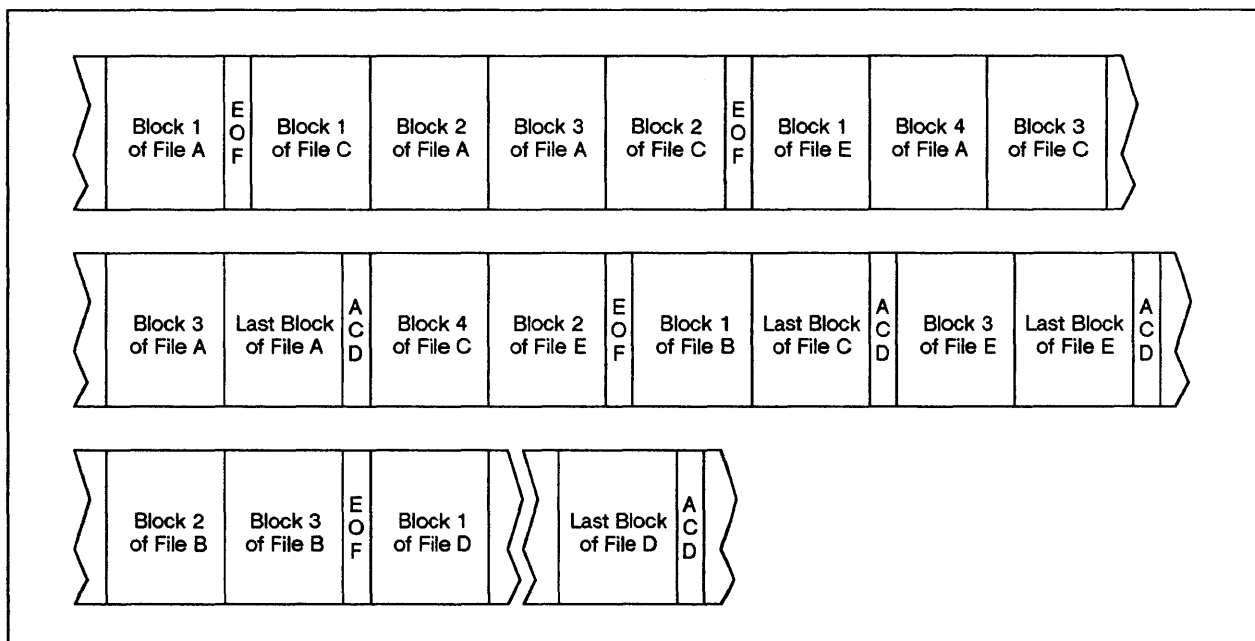 Block 1
of File A
E
O
F
Block 1
of File C
Block 2
of File A
Block 3
of File A
Block 2
of File C
E
O
F
Block 1
of File E
Block 4
of File A
Block 3
of File C
Block 3
of File A
Last Block
of File A
A
C
D
Block 4
of File C
Block 2
of File E
E
O
F
Block 1
of File B
Last Block
of File C
A
C
D
Block 3
of File E
Last Block
of File E
A
C
D
Block 2
of File B
Block 3
of File B
E
O
F
Block 1
of File D
Last Block
of File D
A
C
D